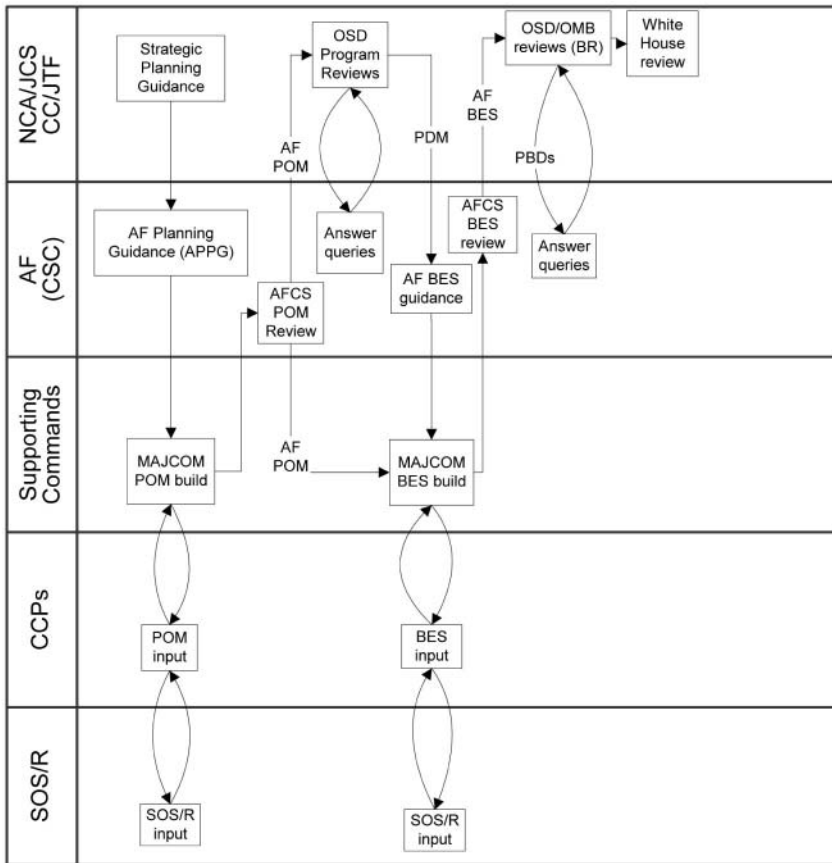 NCA/JCS
CC/JTF
Strategic
Planning
Guidance
AF
POM
OSD
Program
Reviews
PDM
AF
BES
OSD/OMB
reviews (BR)
PBDs
White
House
review
AF
(CSC)
AF Planning
Guidance (APPG)
AFCS
POM
Review
Answer
queries
AF BES
guidance
AFCS
BES
review
Answer
queries
Supporting
Commands
MAJCOM
POM build
AF
POM
MAJCOM
BES build
CCPs
POM
input
BES
input
SOS/R
SOS/R
input
SOS/R
input